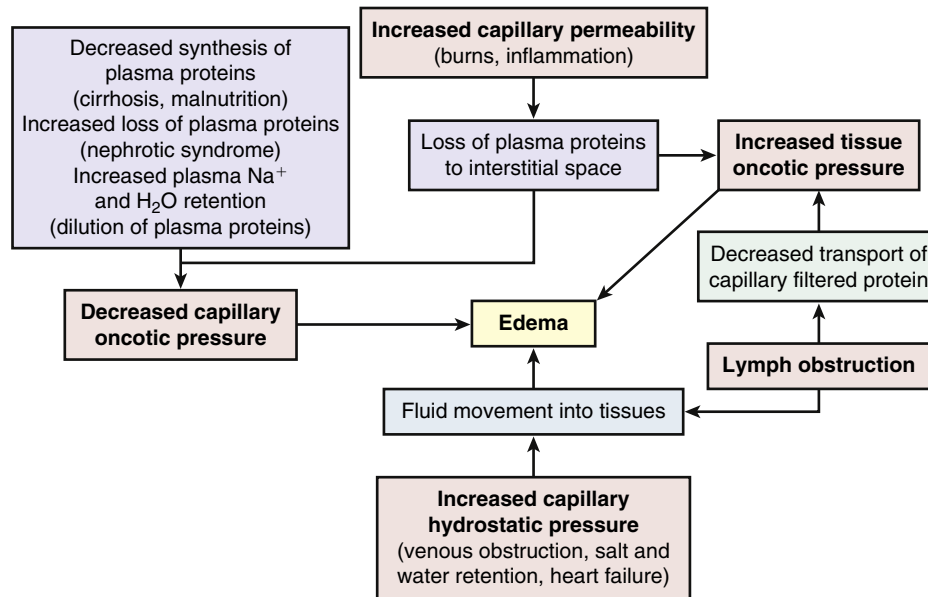 Decreased synthesis of
plasma proteins
(cirrhosis, malnutrition)
Increased loss of plasma proteins
(nephrotic syndrome)
Increased plasma Na⁺
and H₂O retention
(dilution of plasma proteins)
Increased capillary permeability
(burns, inflammation)
Loss of plasma proteins
to interstitial space
Increased tissue
oncotic pressure
Decreased transport of
capillary filtered protein
Decreased capillary
oncotic pressure
Edema
Lymph obstruction
Fluid movement into tissues
Increased capillary
hydrostatic pressure
(venous obstruction, salt and
water retention, heart failure)